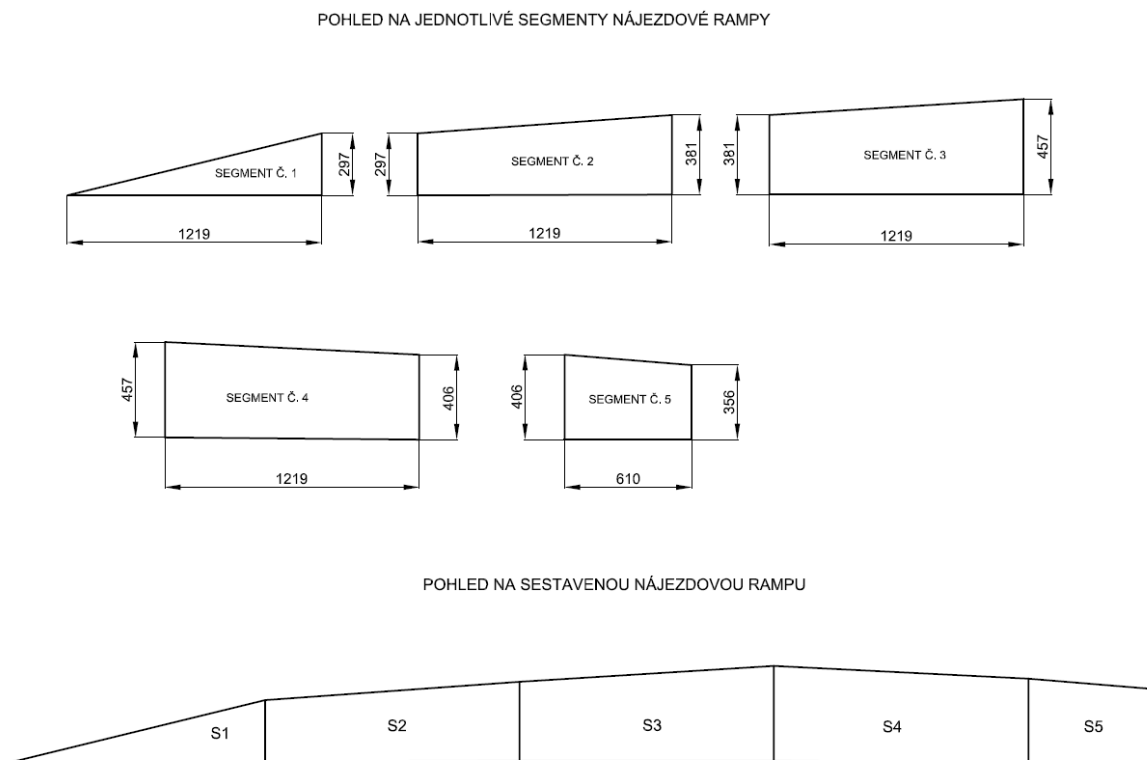 POHLED NA JEDNOTLIVÉ SEGMENTY NÁJEZDOVÉ RAMPY
SEGMENT Č. 1
297
1219
297
SEGMENT Č. 2
381
1219
381
SEGMENT Č. 3
457
1219
457
SEGMENT Č. 4
406
1219
406
SEGMENT Č. 5
356
610
POHLED NA SESTAVENOU NÁJEZDOVOU RAMPU
S1
S2
S3
S4
S5